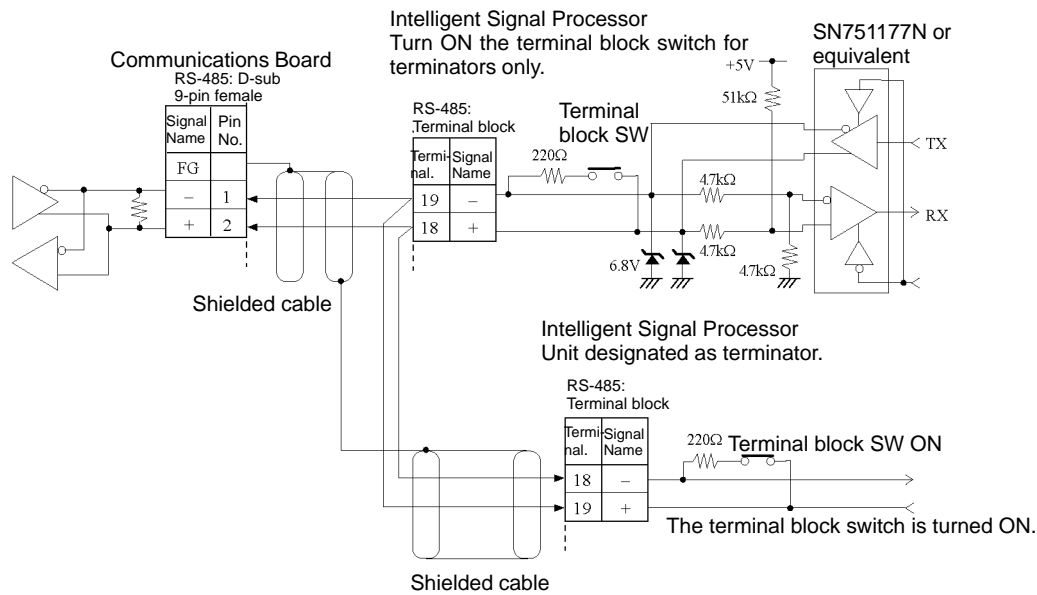 Intelligent Signal Processor
Turn ON the terminal block switch for
terminators only.
SN751177N or
equivalent
Communications Board
RS-485: D-sub
9-pin female
Signal
Name
Pin
No.
FG
− 1
+ 2
Shielded cable
RS-485:
Terminal block
Termi-
nal.
Signal
Name
19 −
18 +
Terminal
block SW
220Ω
+5V
51kΩ
4.7kΩ
4.7kΩ
4.7kΩ
6.8V
TX
RX
Intelligent Signal Processor
Unit designated as terminator.
RS-485:
Terminal block
Termi-
nal.
Signal
Name
18 −
19 +
220Ω
Terminal block SW ON
The terminal block switch is turned ON.
Shielded cable